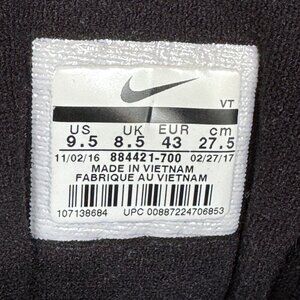 VT
US UK EUR cm
9.5 8.5 43 27.5
11/02/16 884421-700 02/27/17
MADE IN VIETNAM
FABRIQUE AU VIETNAM
107138684 UPC 00887224706853